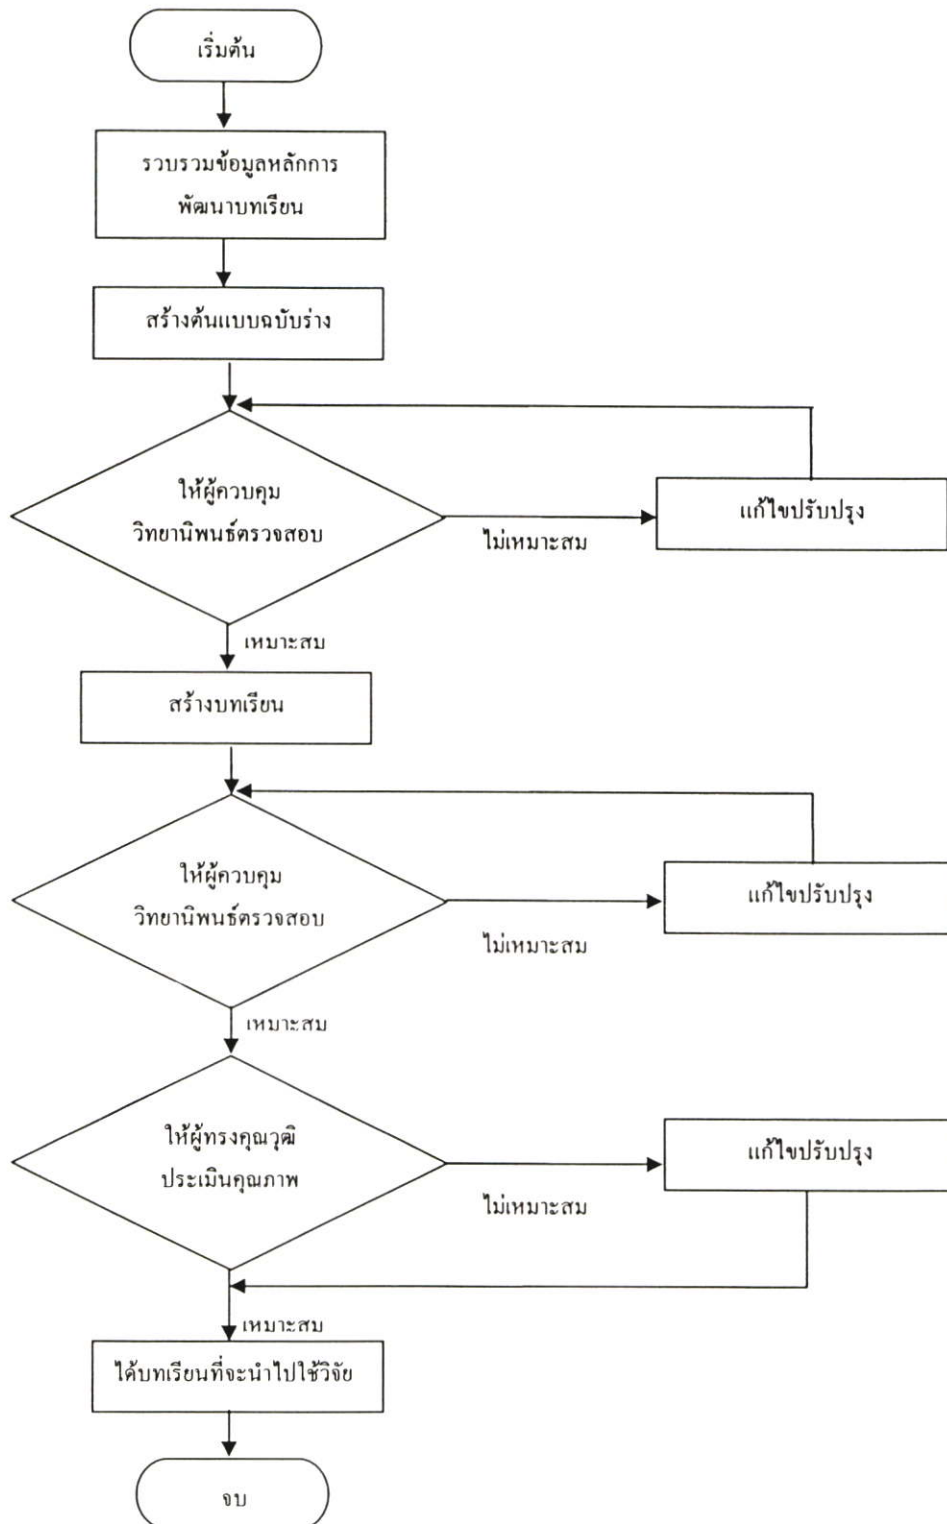 เริ่มต้น
รวบรวมข้อมูลหลักการ
พัฒนาบทเรียน
สร้างต้นแบบฉบับร่าง
ให้ผู้ควบคุม
วิทยานิพนธ์ตรวจสอบ
ไม่เหมาะสม
แก้ไขปรับปรุง
เหมาะสม
สร้างบทเรียน
ให้ผู้ควบคุม
วิทยานิพนธ์ตรวจสอบ
ไม่เหมาะสม
แก้ไขปรับปรุง
เหมาะสม
ให้ผู้ทรงคุณวุฒิ
ประเมินคุณภาพ
ไม่เหมาะสม
แก้ไขปรับปรุง
เหมาะสม
ได้บทเรียนที่จะนำไปใช้วิจัย
จบ